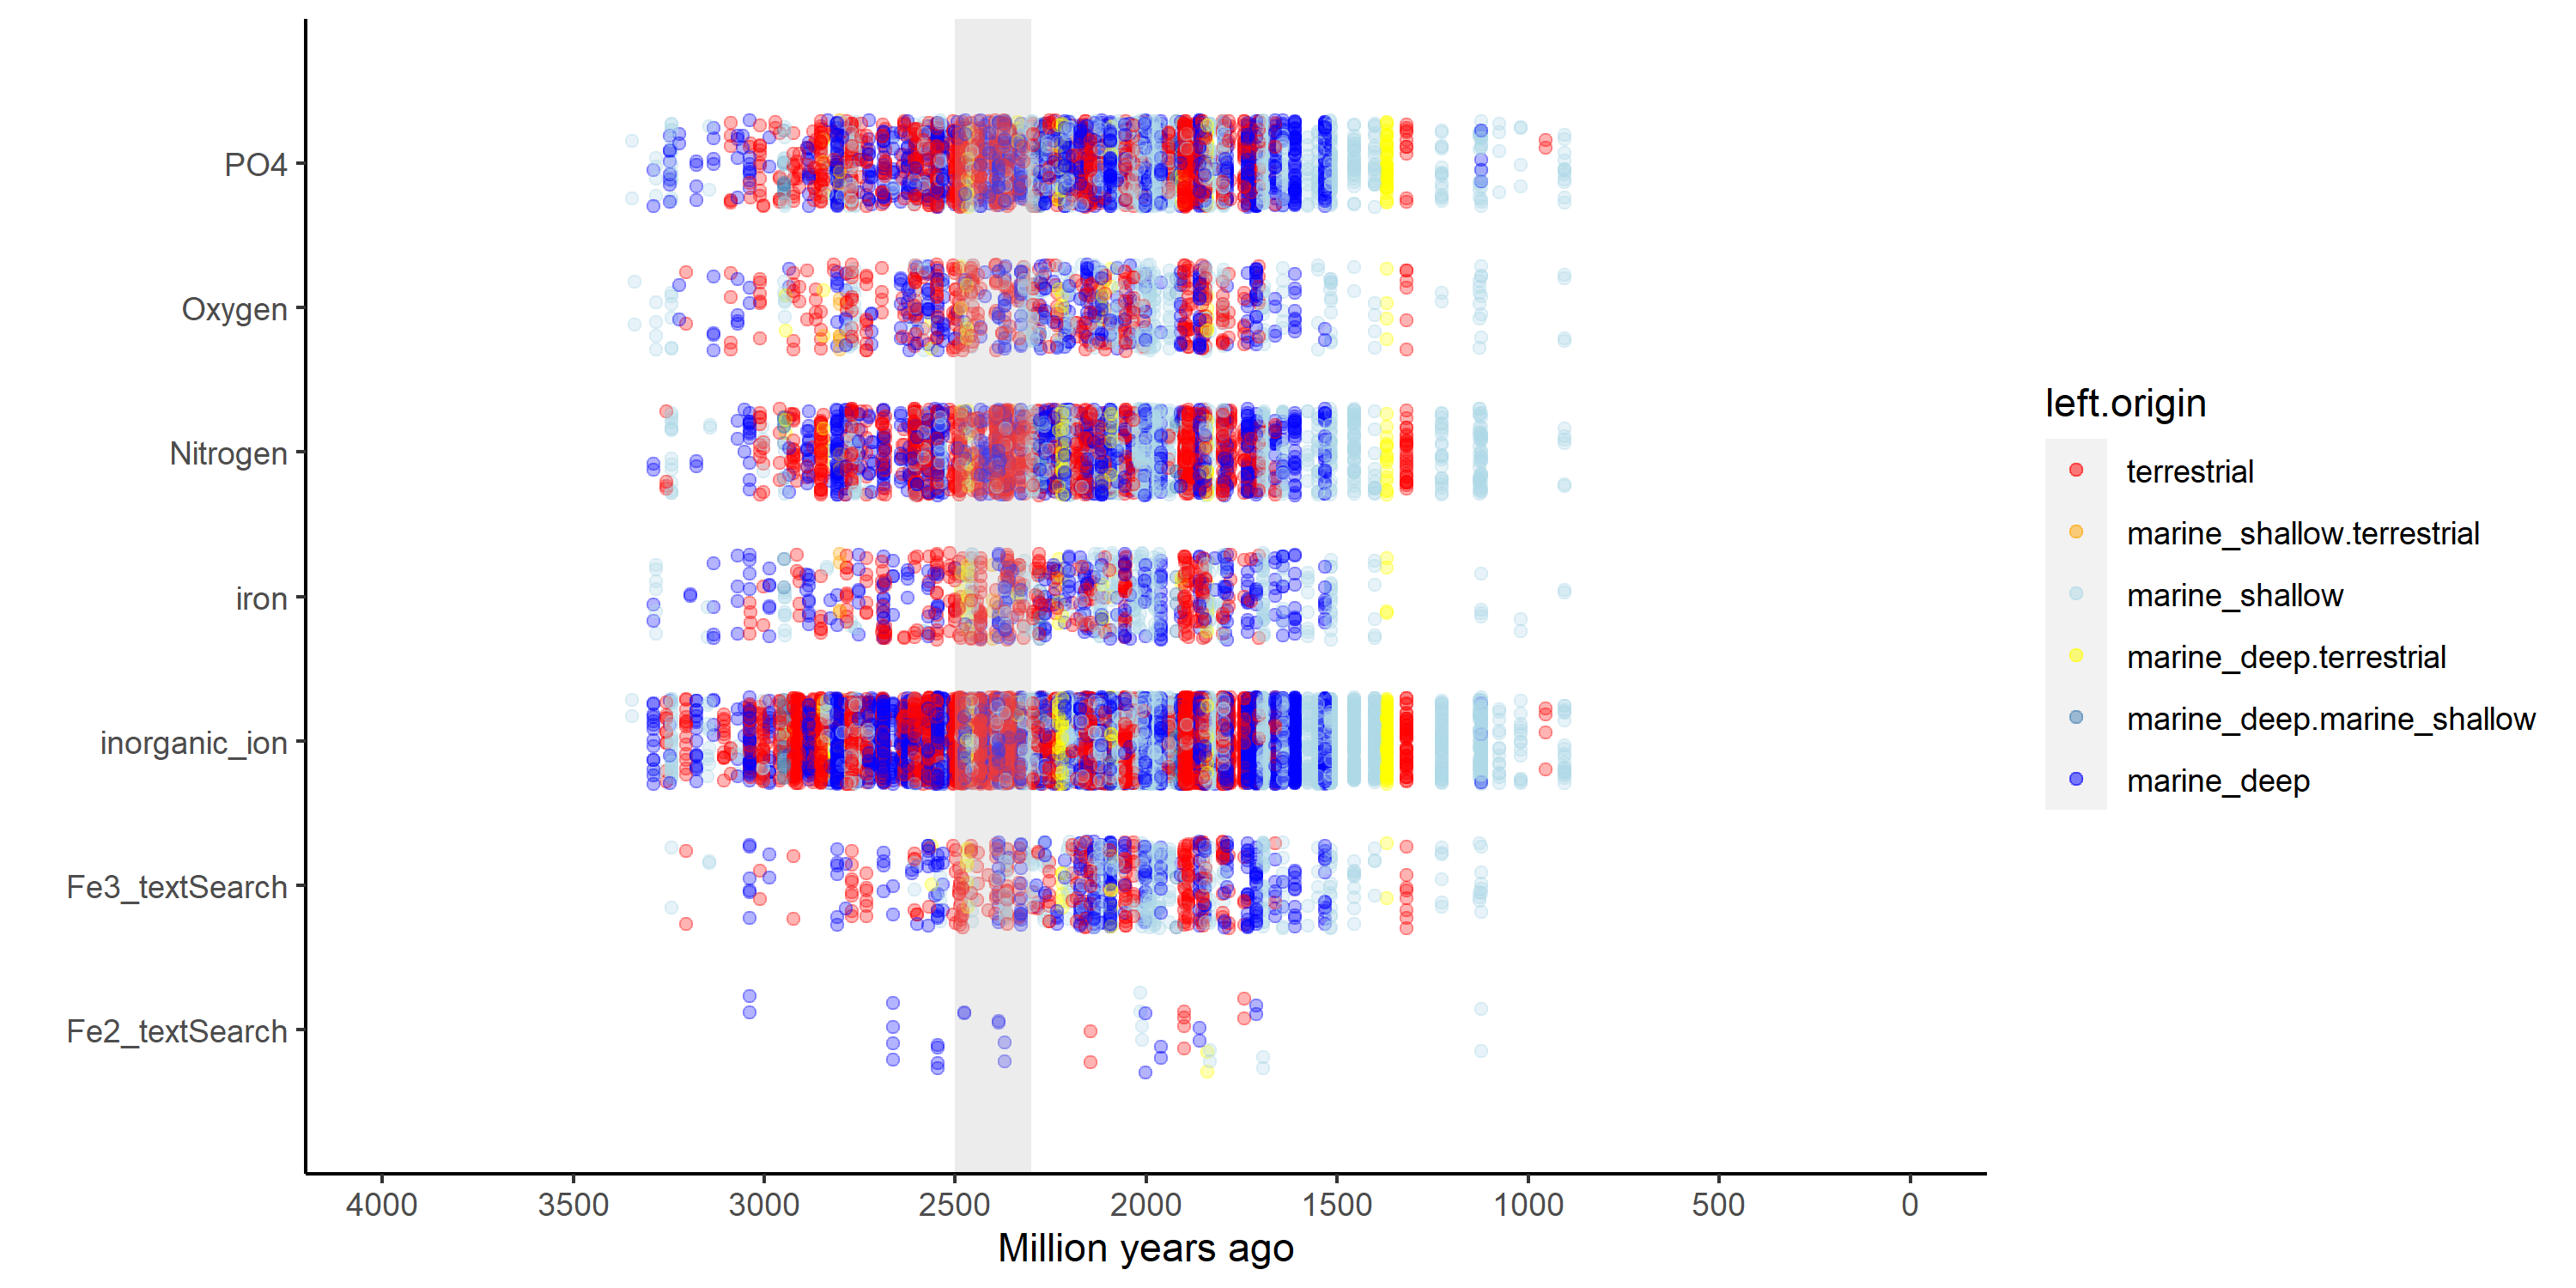 PO4
Oxygen
Nitrogen
iron
inorganic_ion
Fe3_textSearch
Fe2_textSearch
4000 3500 3000 2500 2000 1500 1000 500 0
Million years ago
left.origin
terrestrial
marine_shallow.terrestrial
marine_shallow
marine_deep.terrestrial
marine_deep.marine_shallow
marine_deep